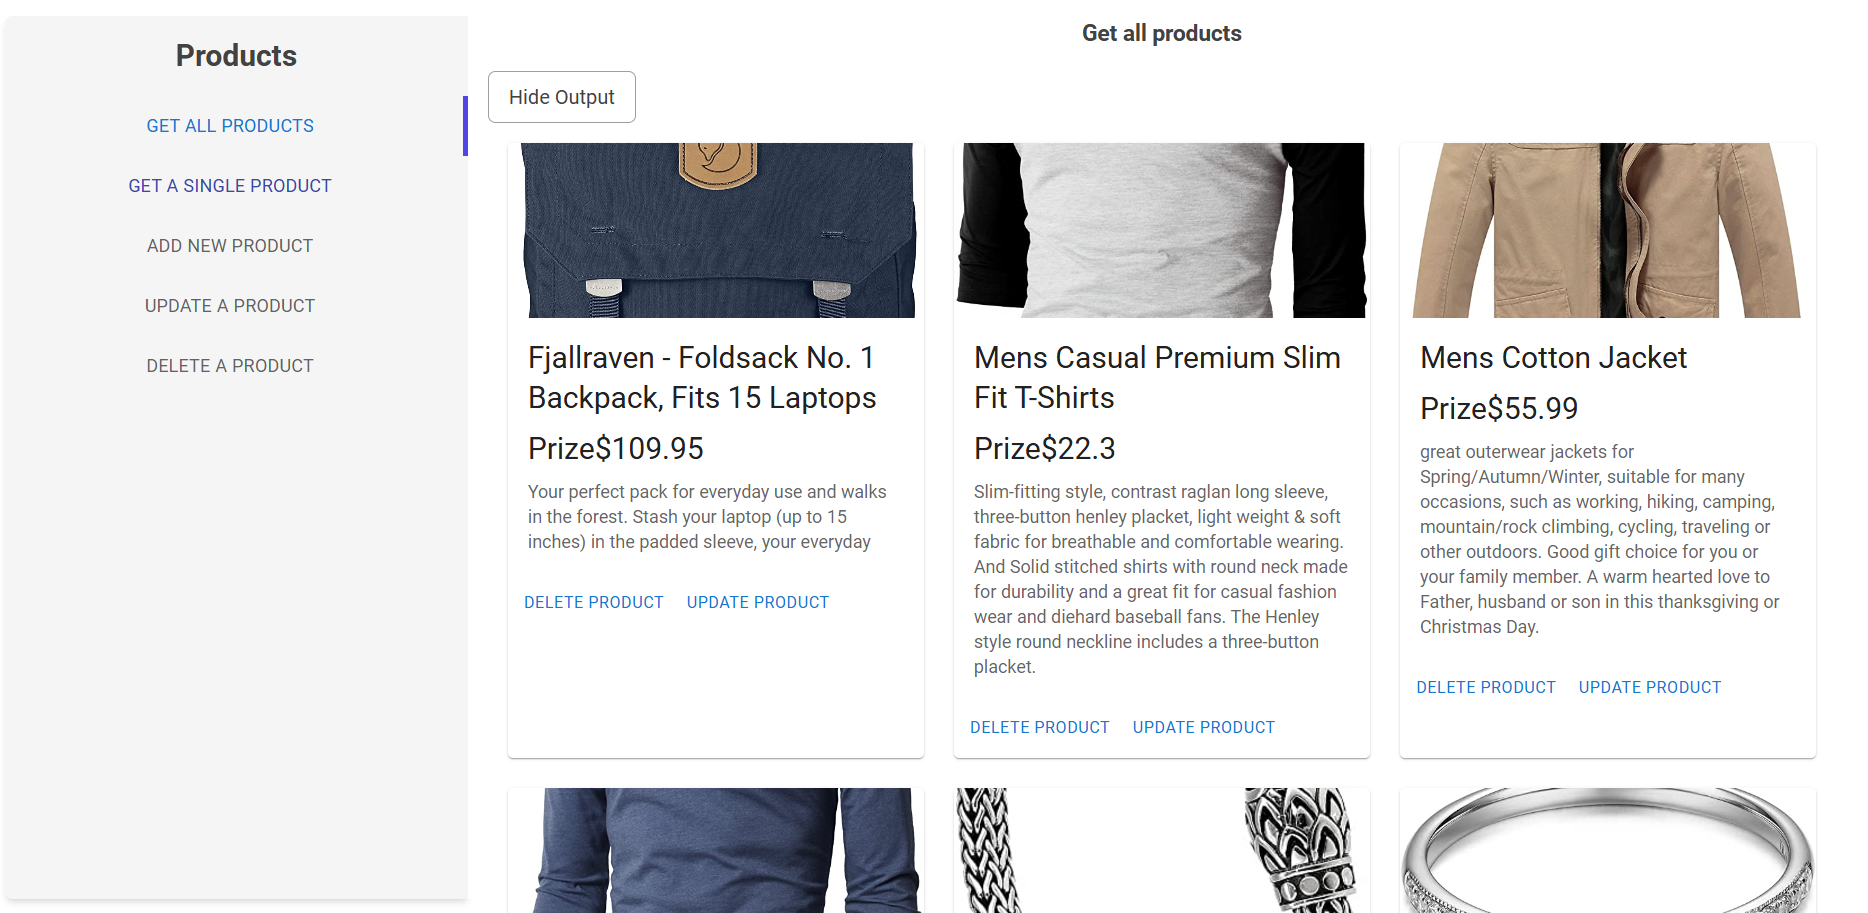 Products
GET ALL PRODUCTS
GET A SINGLE PRODUCT
ADD NEW PRODUCT
UPDATE A PRODUCT
DELETE A PRODUCT
Get all products
Hide Output
Fjallraven - Foldsack No. 1
Backpack, Fits 15 Laptops
Prize$109.95
Your perfect pack for everyday use and walks
in the forest. Stash your laptop (up to 15
inches) in the padded sleeve, your everyday
DELETE PRODUCT UPDATE PRODUCT
Mens Casual Premium Slim
Fit T-Shirts
Prize$22.3
Slim-fitting style, contrast raglan long sleeve,
three-button henley placket, light weight & soft
fabric for breathable and comfortable wearing.
And Solid stitched shirts with round neck made
for durability and a great fit for casual fashion
wear and diehard baseball fans. The Henley
style round neckline includes a three-button
placket.
DELETE PRODUCT UPDATE PRODUCT
Mens Cotton Jacket
Prize$55.99
great outerwear jackets for
Spring/Autumn/Winter, suitable for many
occasions, such as working, hiking, camping,
mountain/rock climbing, cycling, traveling or
other outdoors. Good gift choice for you or
your family member. A warm hearted love to
Father, husband or son in this thanksgiving or
Christmas Day.
DELETE PRODUCT UPDATE PRODUCT